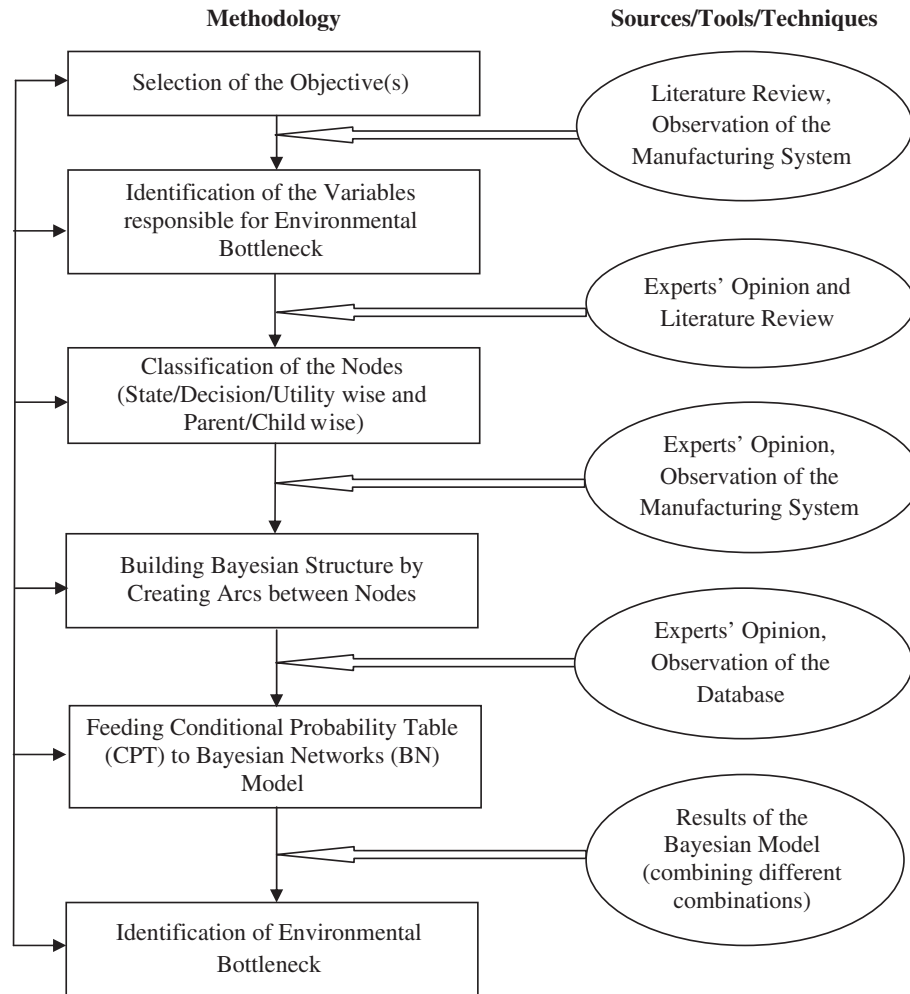 Methodology
Sources/Tools/Techniques
Selection of the Objective(s)
Literature Review,
Observation of the
Manufacturing System
Identification of the Variables
responsible for Environmental
Bottleneck
Experts’ Opinion and
Literature Review
Classification of the Nodes
(State/Decision/Utility wise and
Parent/Child wise)
Experts’ Opinion,
Observation of the
Manufacturing System
Building Bayesian Structure by
Creating Arcs between Nodes
Experts’ Opinion,
Observation of the
Database
Feeding Conditional Probability Table
(CPT) to Bayesian Networks (BN)
Model
Results of the
Bayesian Model
(combining different
combinations)
Identification of Environmental
Bottleneck